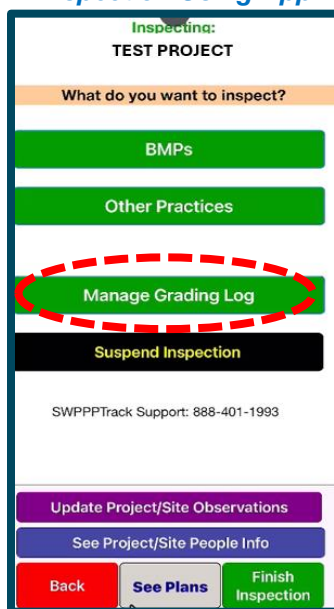 Inspecting:
TEST PROJECT
What do you want to inspect?
BMPs
Other Practices
Manage Grading Log
Suspend Inspection
SWPPPTrack Support: 888-401-1993
Update Project/Site Observations
See Project/Site People Info
Back
See Plans
Finish
Inspection